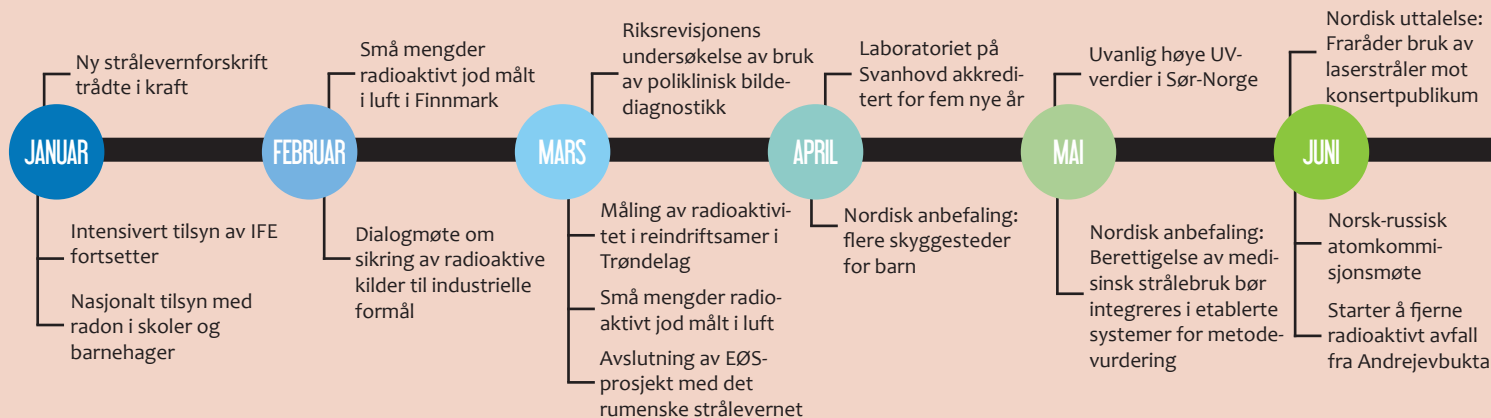 JANUAR
Ny strålevernforskrift
trådte i kraft
Intensivert tilsyn av IFE
fortsetter
Nasjonalt tilsyn med
radon i skoler og
barnehager
FEBRUAR
Små mengder
radioaktivt jod målt
i luft i Finnmark
Dialogmøte om
sikring av radioaktive
kilder til industrielle
formål
MARS
Riksrevisjonens
undersøkelse av bruk
av poliklinisk bilde-
diagnostikk
Måling av radioaktivi-
tet i reindriftsamer i
Trøndelag
Små mengder radio-
aktivt jod målt i luft
Avslutning av EØS-
prosjekt med det
rumenske strålevernet
APRIL
Laboratoriet på
Svanhovd akkredi-
tert for fem nye år
Nordisk anbefaling:
flere skyggesteder
for barn
MAI
Uvanlig høye UV-
verdier i Sør-Norge
Nordisk anbefaling:
Berettigelse av medi-
sinsk strålebruk bør
integreres i etablerte
systemer for metode-
vurdering
JUNI
Nordisk uttalelse:
Fraråder bruk av
laserstråler mot
konsertpublikum
Norsk-russisk
atomkommi-
sjonsmøte
Starter å fjerne
radioaktivt avfall
fra Andrejevbukta